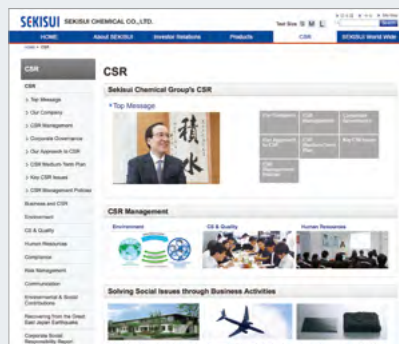 SEKISUI SEKISUI CHEMICAL CO.,LTD.
Text Size S M L
Search
HOME About SEKISUI Investor Relations Products CSR SEKISUI World Wide
HOME > CSR
CSR
CSR
CSR
> Top Message
> Our Company
> CSR Management
> Corporate Governance
> Our Approach to CSR
> CSR Medium-Term Plan
> Key CSR Issues
> CSR Management Policies
Business and CSR
Environment
CS & Quality
Human Resources
Compliance
Risk Management
Communication
Environmental & Social Contributions
Recovering from the Great East Japan Earthquake
Corporate Social Responsibility Report
Sekisui Chemical Group's CSR
Top Message
積水
Our Company
CSR Management
Corporate Governance
Our Approach to CSR
CSR Medium-Term Plan
Key CSR Issues
CSR Management Policies
CSR Management
Environment CS & Quality Human Resources
Solving Social Issues through Business Activities